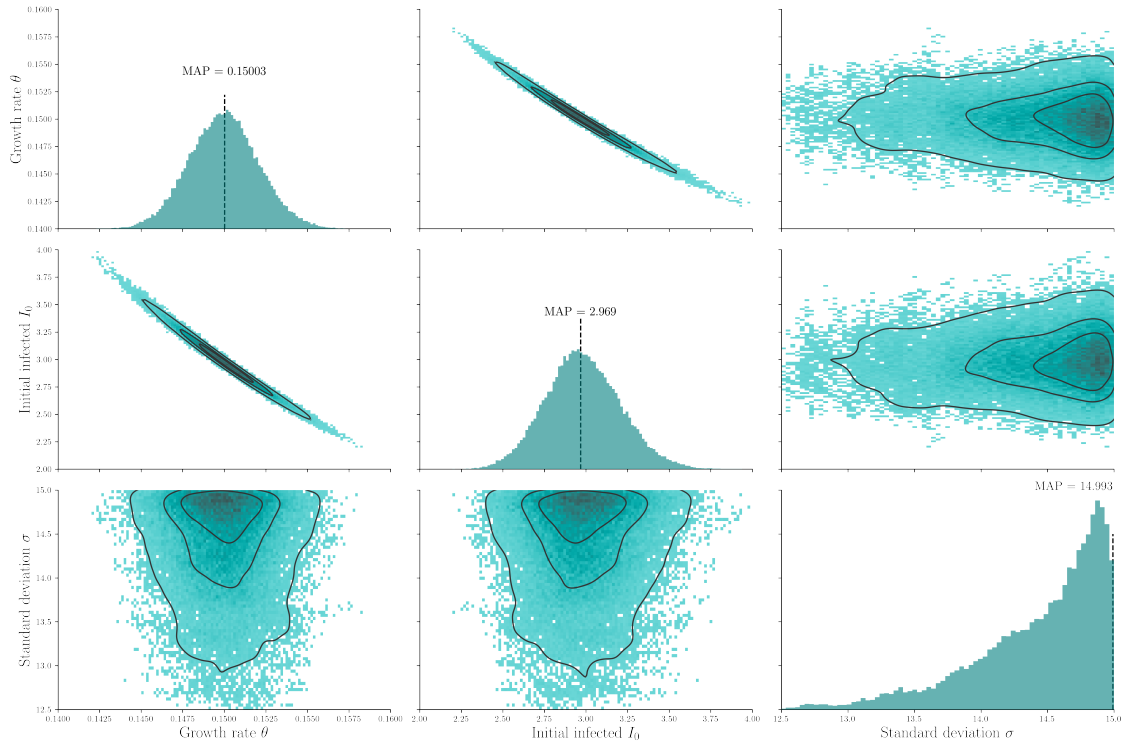 0.1600
0.1575
0.1550
0.1525
0.1500
0.1475
0.1450
0.1425
0.1400
Growth rate θ
MAP = 0.15003
4.00
3.75
3.50
3.25
3.00
2.75
2.50
2.25
2.00
Initial infected I₀
MAP = 2.969
15.0
14.5
14.0
13.5
13.0
12.5
Standard deviation σ
MAP = 14.993
0.1400 0.1425 0.1450 0.1475 0.1500 0.1525 0.1550 0.1575 0.1600
Growth rate θ
2.00 2.25 2.50 2.75 3.00 3.25 3.50 3.75 4.00
Initial infected I₀
12.5 13.0 13.5 14.0 14.5 15.0
Standard deviation σ